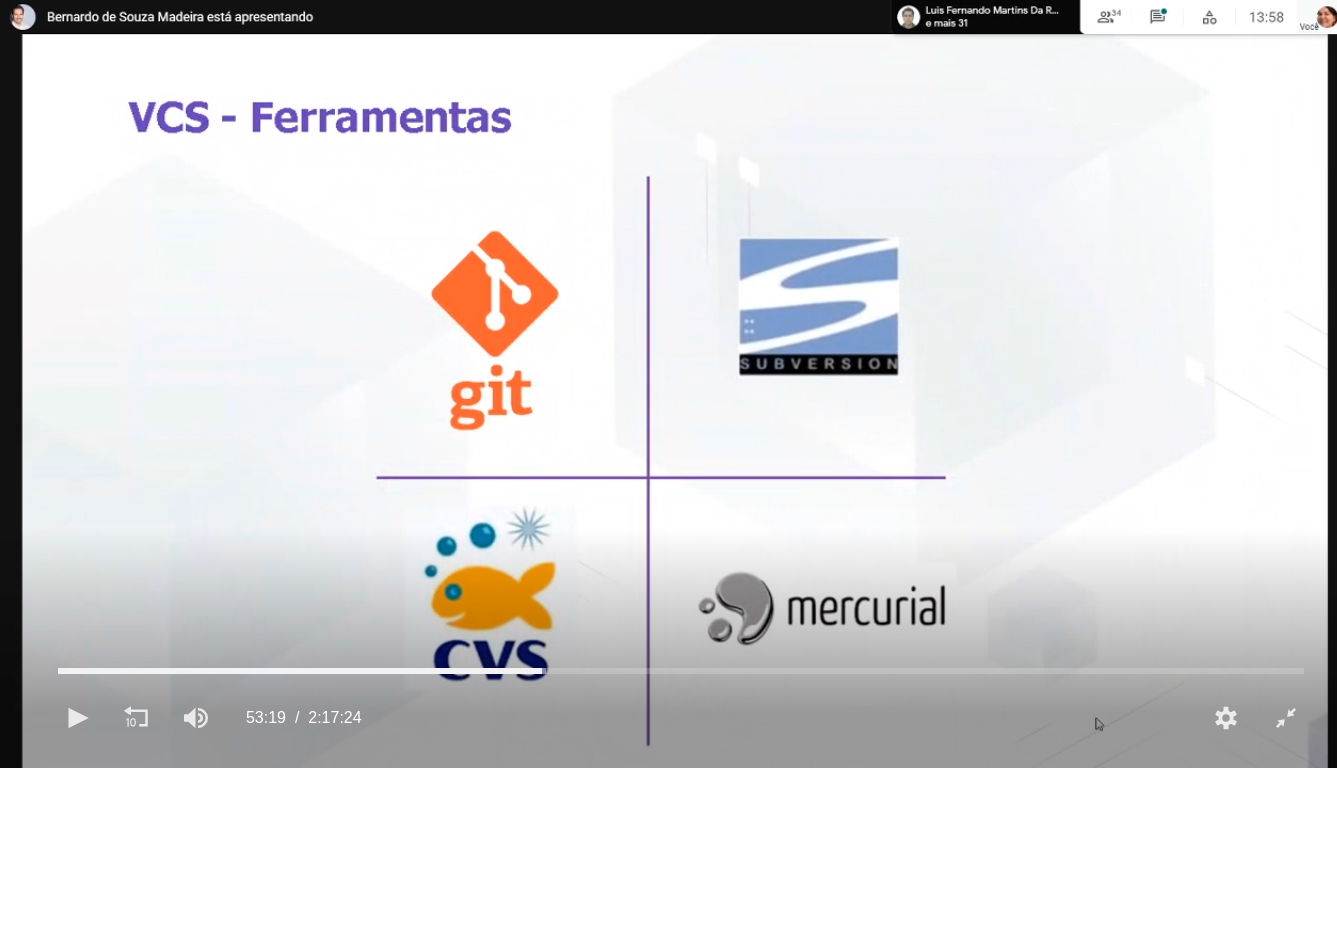 Bernardo de Souza Madeira está apresentando
Luis Fernando Martins Da R...
e mais 31
34
13:58
Você
VCS - Ferramentas
git
SUBVERSION
CVS
mercurial
10
53:19 / 2:17:24